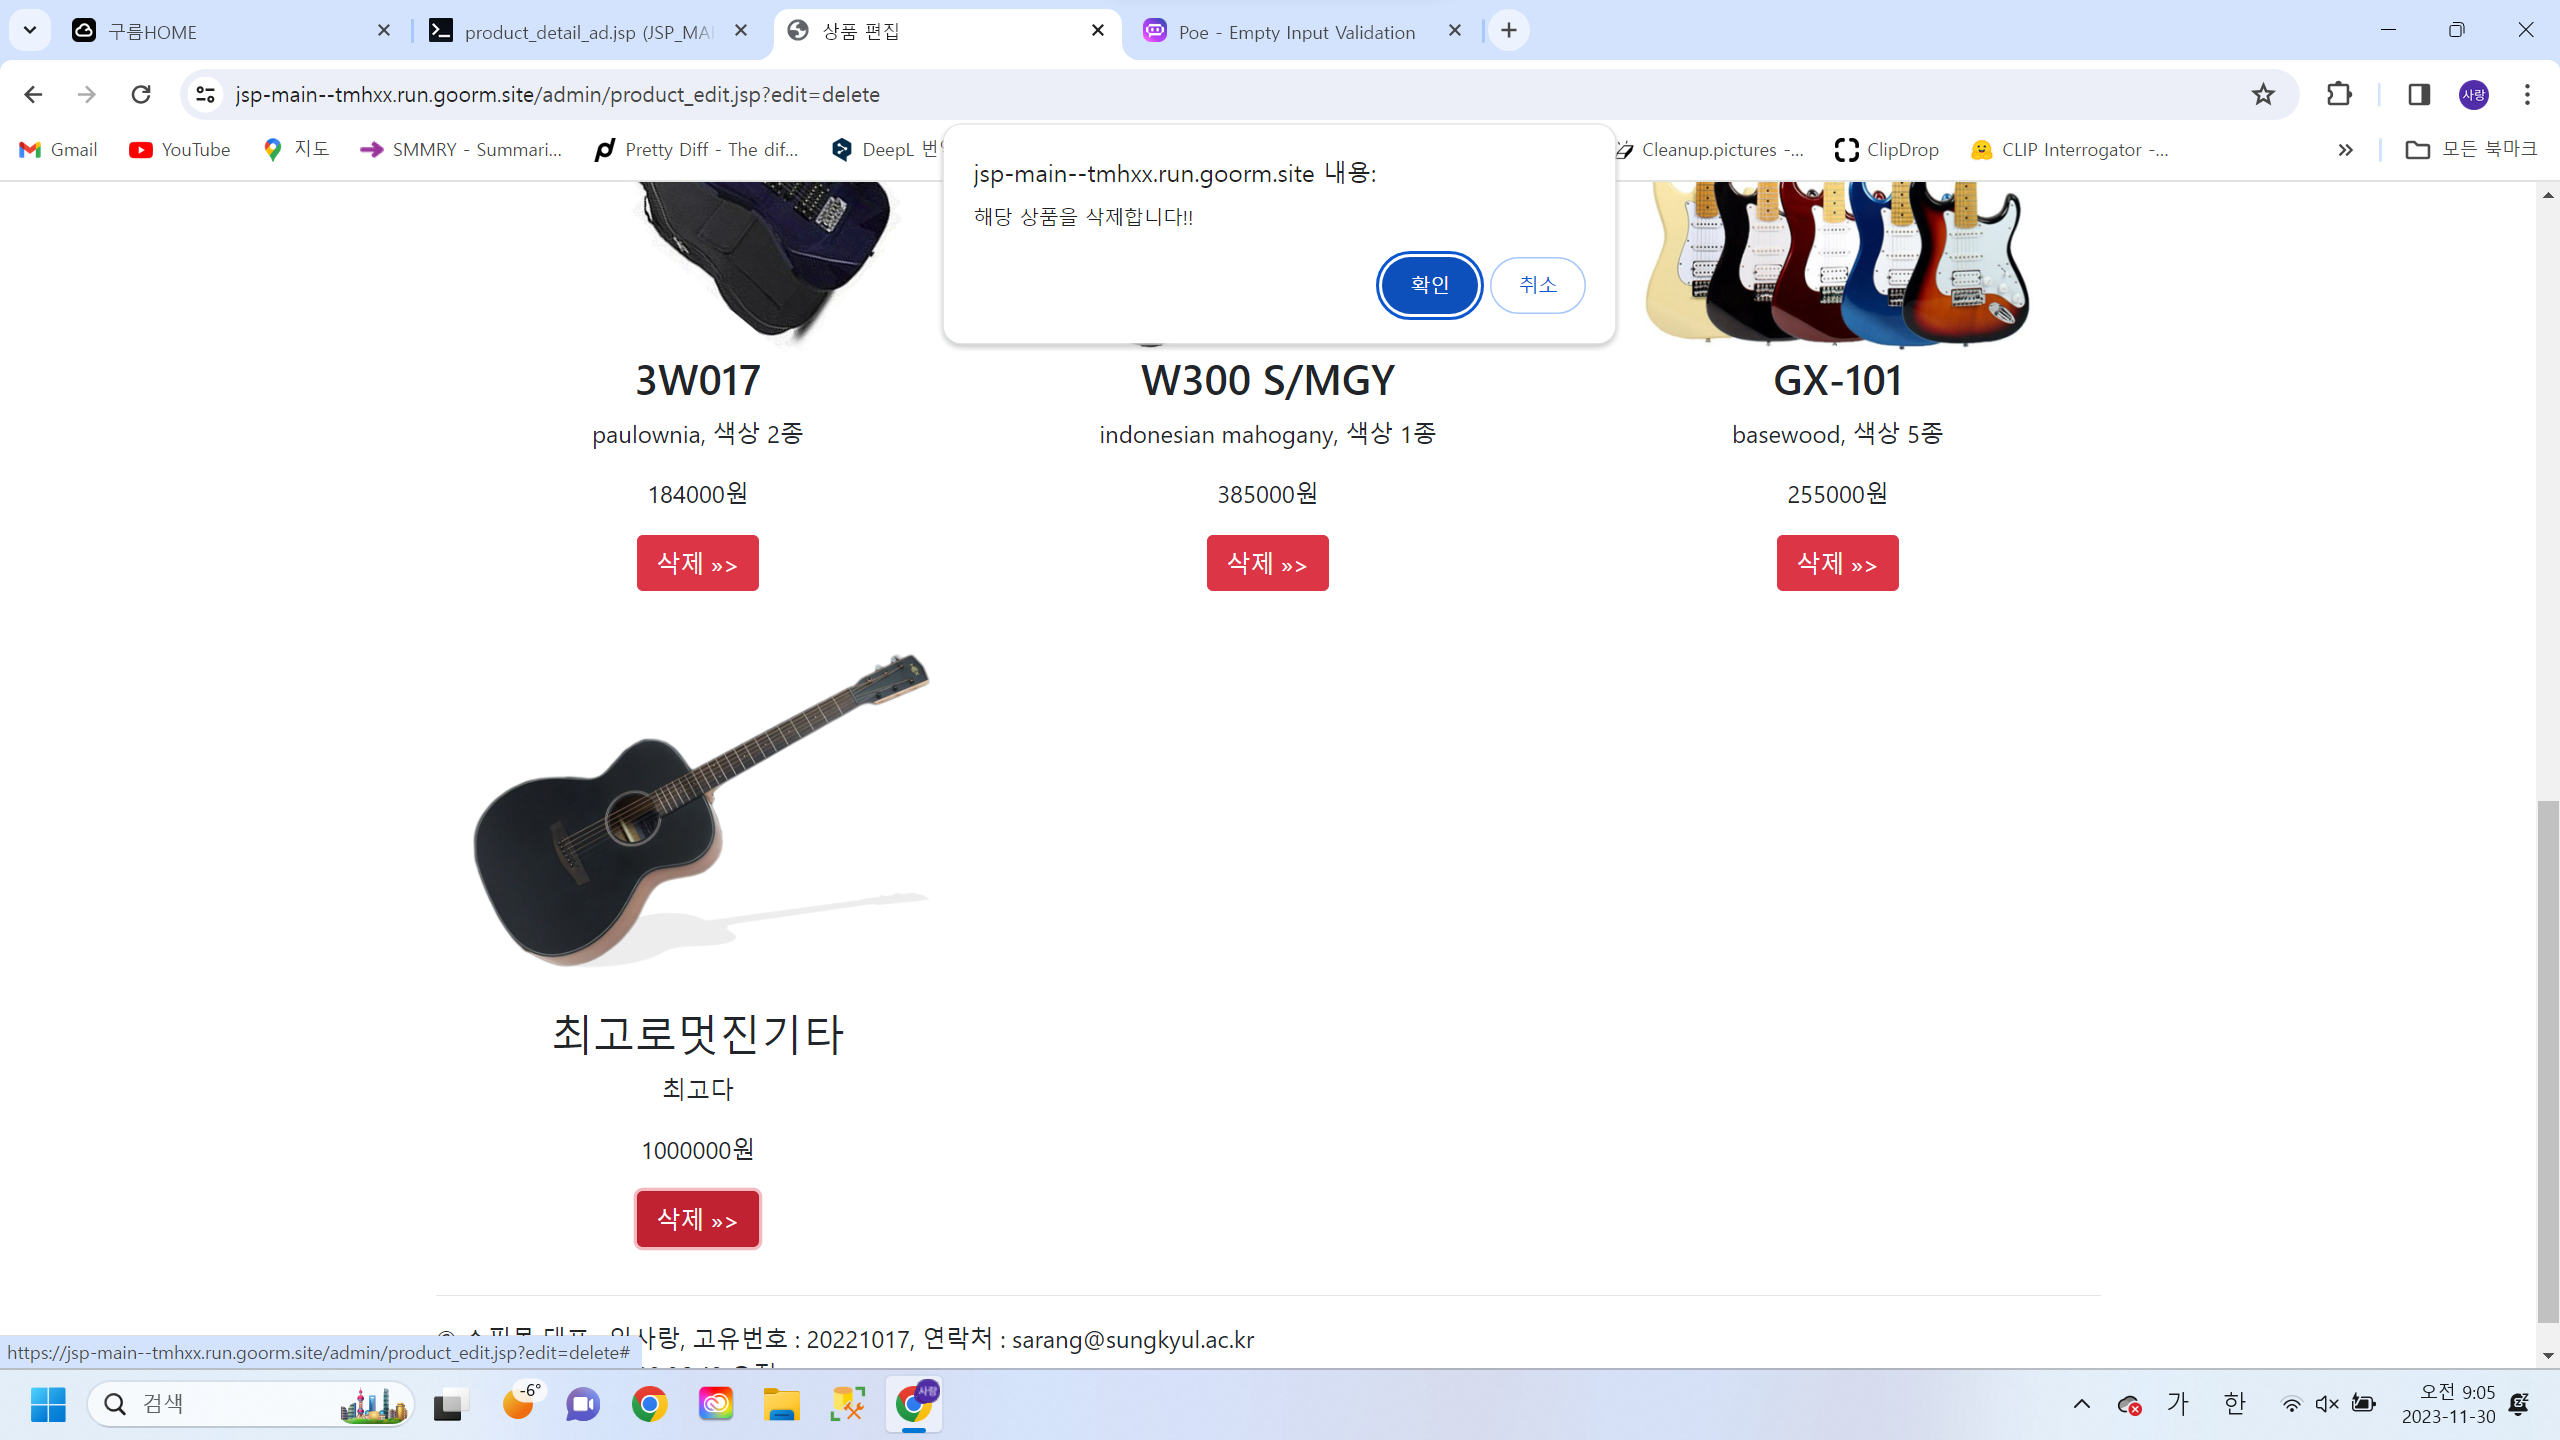 구름HOME
product_detail_ad.jsp (JSP_MAI
상품 편집
Poe - Empty Input Validation
jsp-main--tmhxx.run.goorm.site/admin/product_edit.jsp?edit=delete
사랑
Gmail
YouTube
지도
SMMRY - Summari...
Pretty Diff - The dif...
DeepL
Cleanup.pictures -...
ClipDrop
CLIP Interrogator -...
모든 북마크
jsp-main--tmhxx.run.goorm.site 내용:
해당 상품을 삭제합니다!!
확인
취소
3W017
W300 S/MGY
GX-101
paulownia, 색상 2종
indonesian mahogany, 색상 1종
basewood, 색상 5종
184000원
385000원
255000원
삭제 »>
삭제 »>
삭제 »>
최고로멋진기타
최고다
1000000원
삭제 »>
고유번호 : 20221017, 연락처 : sarang@sungkyul.ac.kr
https://jsp-main--tmhxx.run.goorm.site/admin/product_edit.jsp?edit=delete#
검색
-6°
사랑
가
한
오전 9:05
2023-11-30